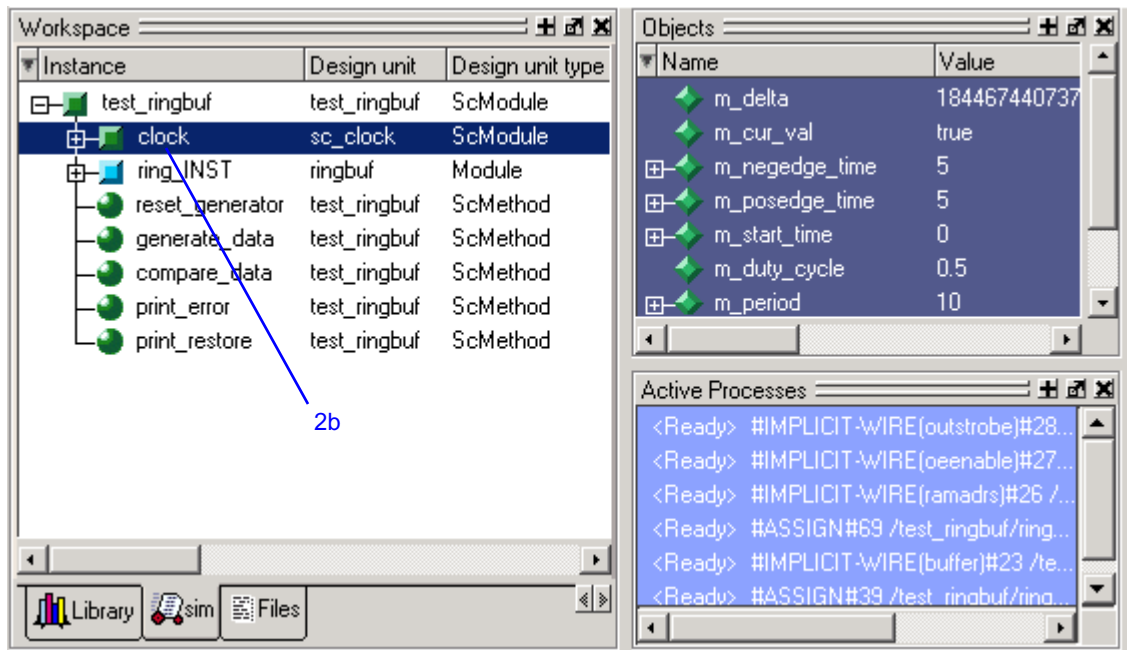 Workspace
Instance Design unit Design unit type
test_ringbuf test_ringbuf ScModule
clock sc_clock ScModule
ring_INST ringbuf Module
reset_generator test_ringbuf ScMethod
generate_data test_ringbuf ScMethod
compare_data test_ringbuf ScMethod
print_error test_ringbuf ScMethod
print_restore test_ringbuf ScMethod
2b
Library sim Files
Objects
Name Value
m_delta 184467440737
m_cur_val true
m_negedge_time 5
m_posedge_time 5
m_start_time 0
m_duty_cycle 0.5
m_period 10
Active Processes
<Ready> #IMPLICIT-WIRE(outstrobe)#28...
<Ready> #IMPLICIT-WIRE(oeenable)#27...
<Ready> #IMPLICIT-WIRE(ramadrs)#26 /...
<Ready> #ASSIGN#69 /test_ringbuf/ring...
<Ready> #IMPLICIT-WIRE(buffer)#23 /te...
<Ready> #ASSIGN#39 /test_ringbuf/ring...